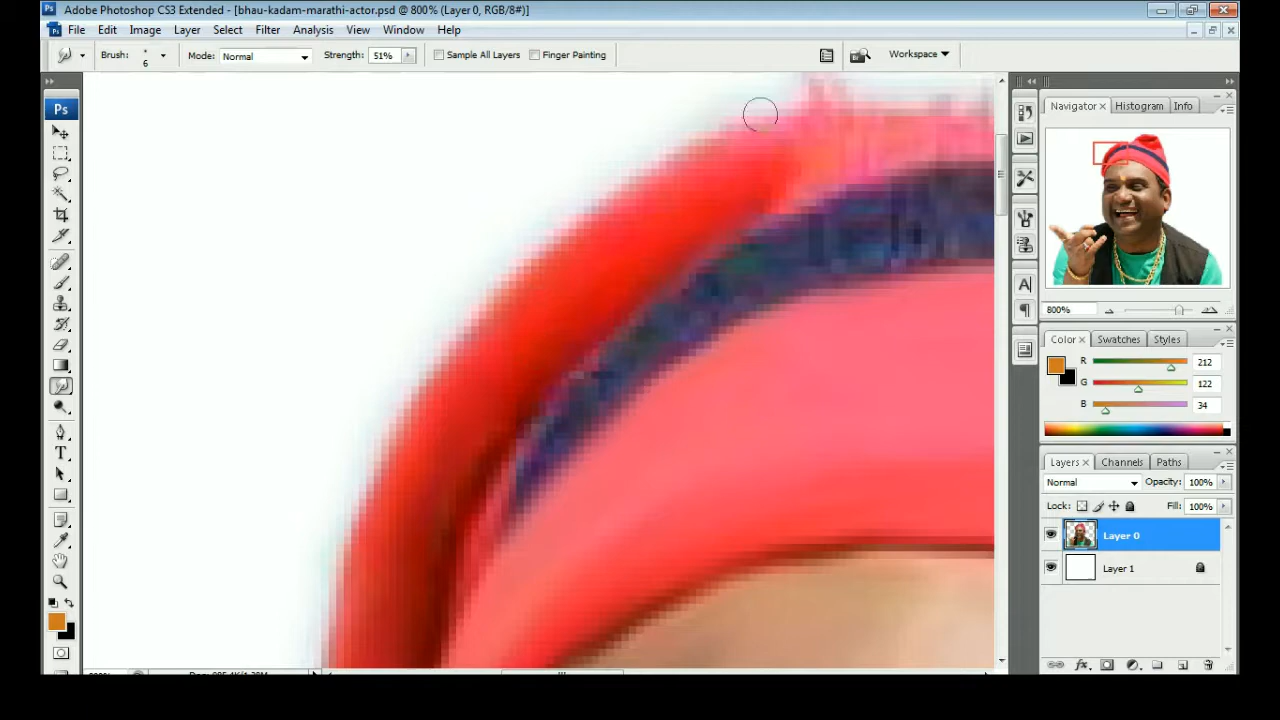 Adobe Photoshop CS3 Extended - [bhau-kadam-marathi-actor.psd @ 800% (Layer 0, RGB/8#)]
File Edit Image Layer Select Filter Analysis View Window Help
Brush: 6 Mode: Normal Strength: 51% Sample All Layers Finger Painting Workspace
Ps
Navigator Histogram Info
800%
Color Swatches Styles
R 212
G 122
B 34
Layers Channels Paths
Normal Opacity: 100%
Lock: Fill: 100%
Layer 0
Layer 1